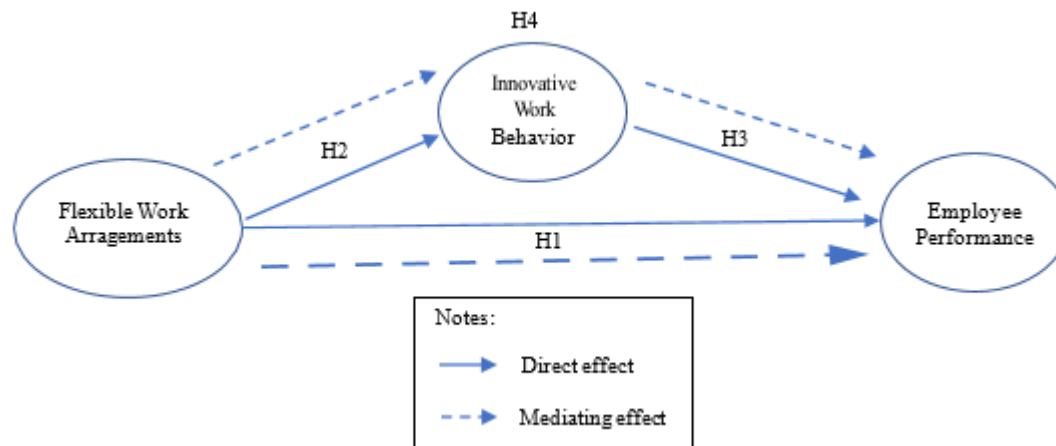 H4
Innovative
Work
Behavior
H2
H3
Flexible Work
Arragements
Employee
Performance
H1
Notes:
Direct effect
Mediating effect